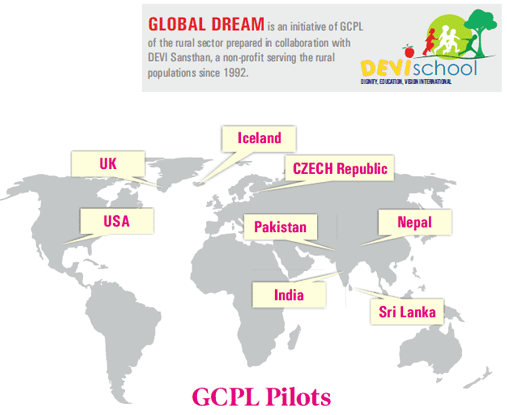 GLOBAL DREAM is an initiative of GCPL
of the rural sector prepared in collaboration with
DEVI Sansthan, a non-profit serving the rural
populations since 1992.
DEVI school
DIGNITY, EDUCATION, VISION INTERNATIONAL
Iceland
UK
CZECH Republic
USA
Pakistan
Nepal
India
Sri Lanka
GCPL Pilots